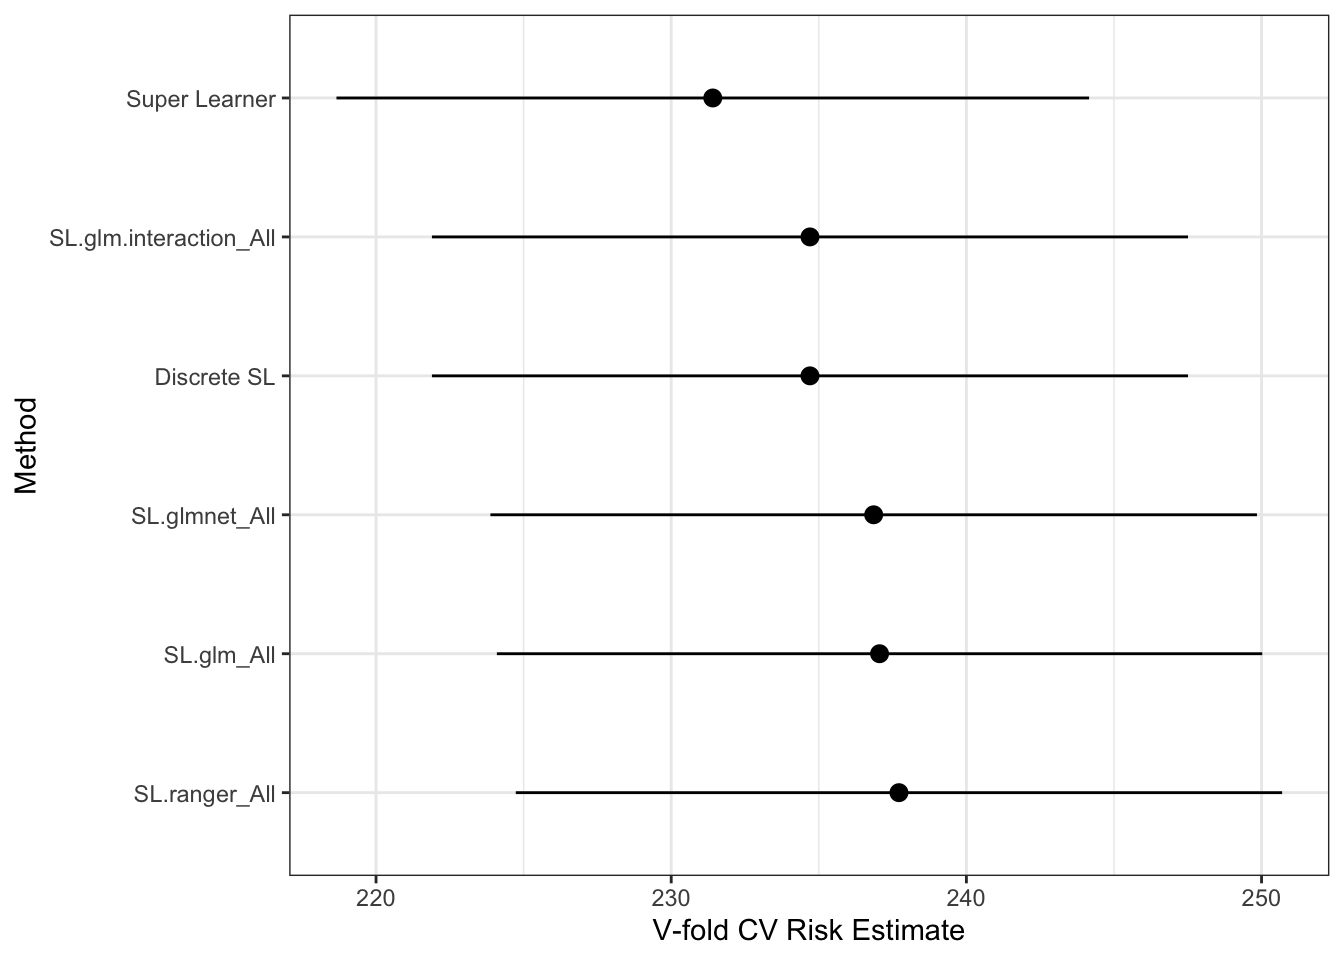 Super Learner
SL.glm.interaction_All
Discrete SL
SL.glmnet_All
SL.glm_All
SL.ranger_All
Method
220 230 240 250
V-fold CV Risk Estimate